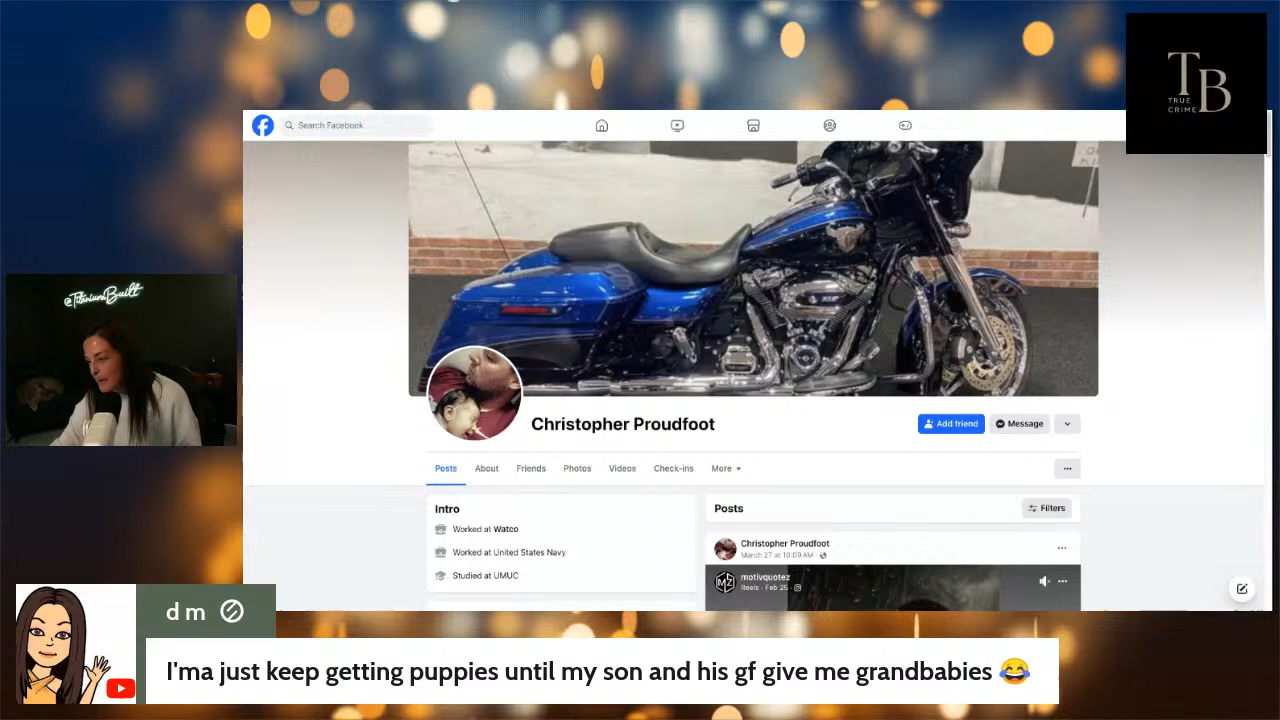 TB
TRUE
CRIME
Search Facebook
@TitaniumBuilt
Christopher Proudfoot
Add friend
Message
Posts
About
Friends
Photos
Videos
Check-ins
More
Intro
Worked at Watco
Worked at United States Navy
Studied at UMUC
Posts
Filters
Christopher Proudfoot
March 27 at 10:09 AM
MZ
motivquotez
Reels · Feb 25 ·
d m
I'ma just keep getting puppies until my son and his gf give me grandbabies 😂